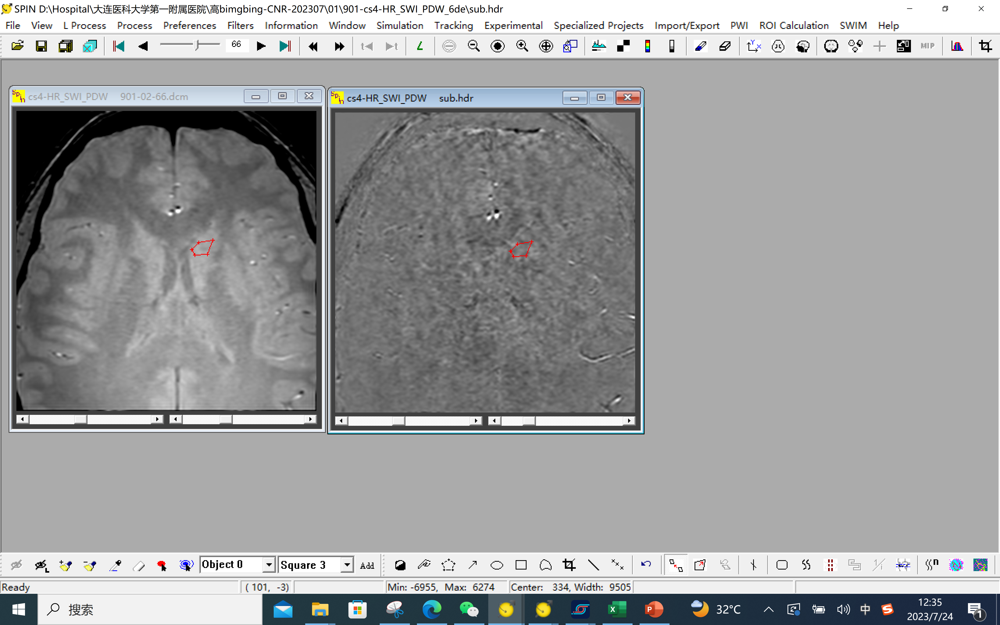 SPIN D:\Hospital\大连医科大学第一附属医院\高bimgbing-CNR-202307\01\901-cs4-HR_SWI_PDW_6de\sub.hdr
File View L Process Process Preferences Filters Information Window Simulation Tracking Experimental Specialized Projects Import/Export PWI ROI Calculation SWIM Help
66
MIP
cs4-HR_SWI_PDW 901-02-66.dcm
cs4-HR_SWI_PDW sub.hdr
Object 0
Square 3
Add
Ready
( 101, -3)
Min: -6955, Max: 6274
Center: 334, Width: 9505
搜索
32°C
中
12:35
2023/7/24
1